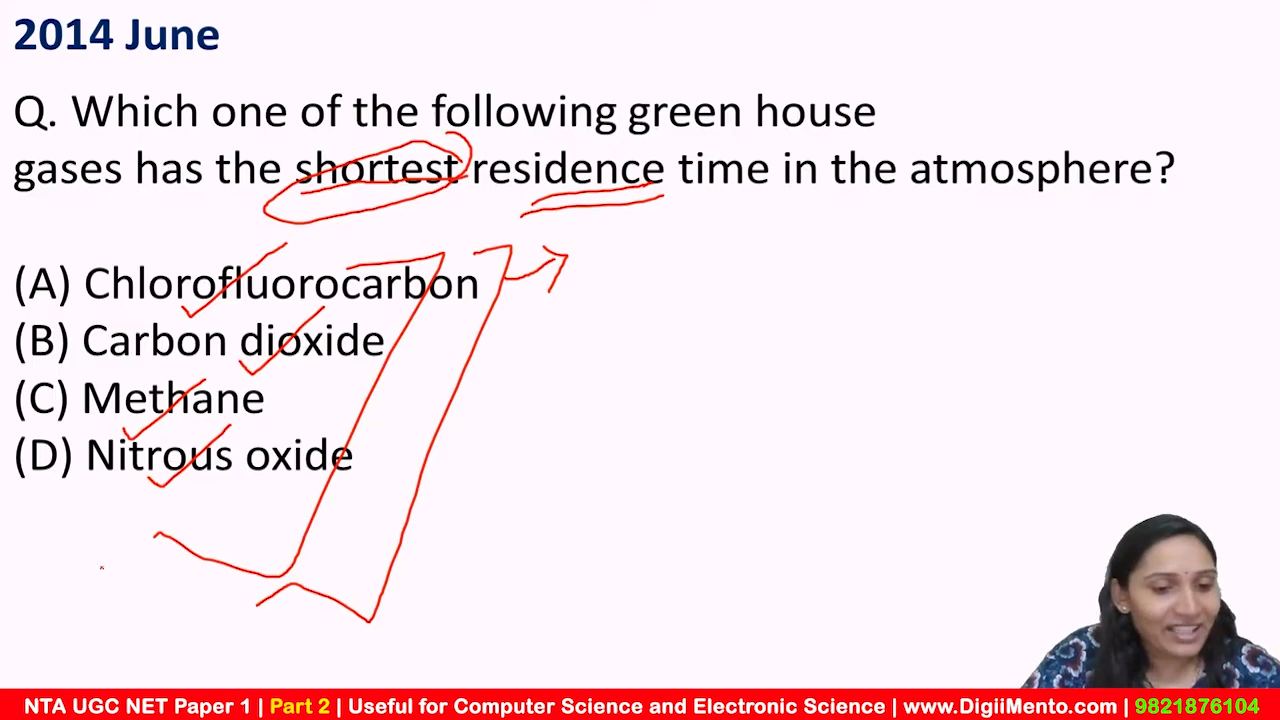 2014 June
Q. Which one of the following green house
gases has the shortest residence time in the atmosphere?
(A) Chlorofluorocarbon
(B) Carbon dioxide
(C) Methane
(D) Nitrous oxide
NTA UGC NET Paper 1 | Part 2 | Useful for Computer Science and Electronic Science | www.DigiiMento.com | 9821876104